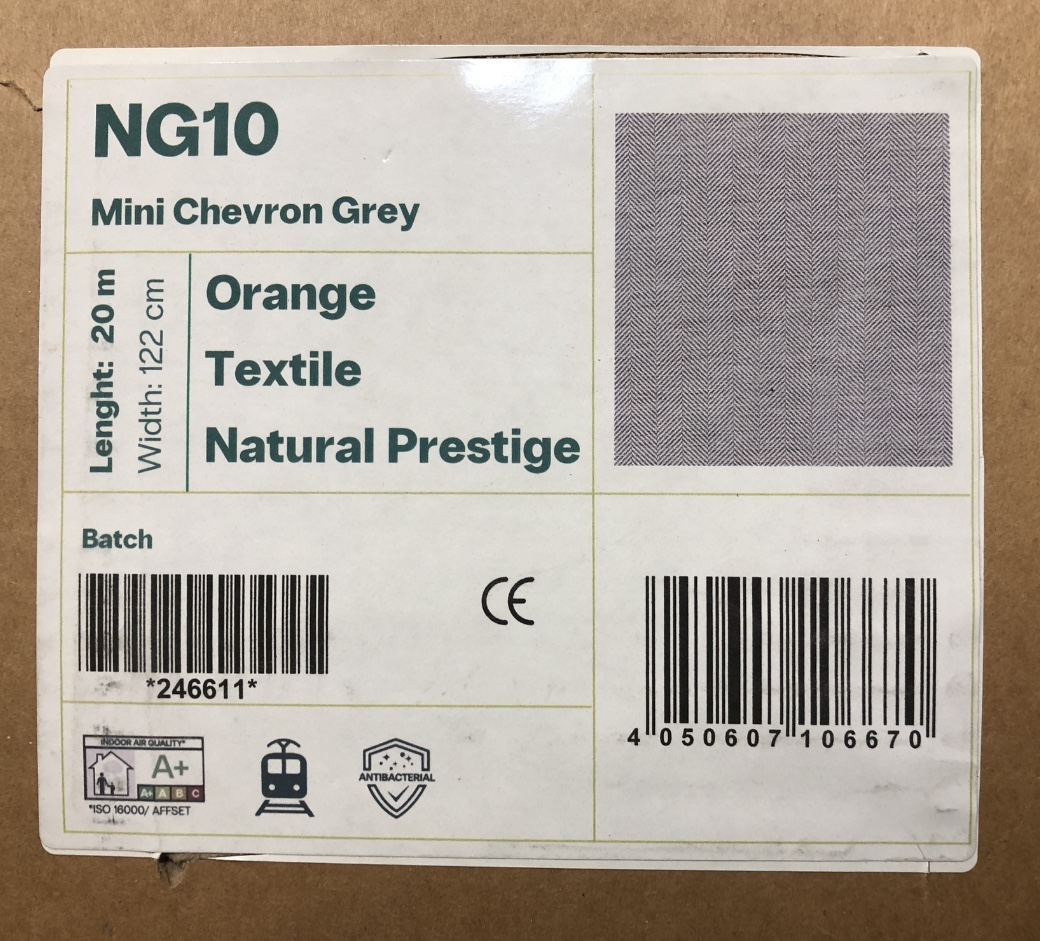 NG10
Mini Chevron Grey
Lenght: 20 m
Width: 122 cm
Orange
Textile
Natural Prestige
Batch
*246611*
CE
4 050607 106670
INDOOR AIR QUALITY*
A+
A+ A B C
*ISO 16000/ AFFSET
ANTIBACTERIAL